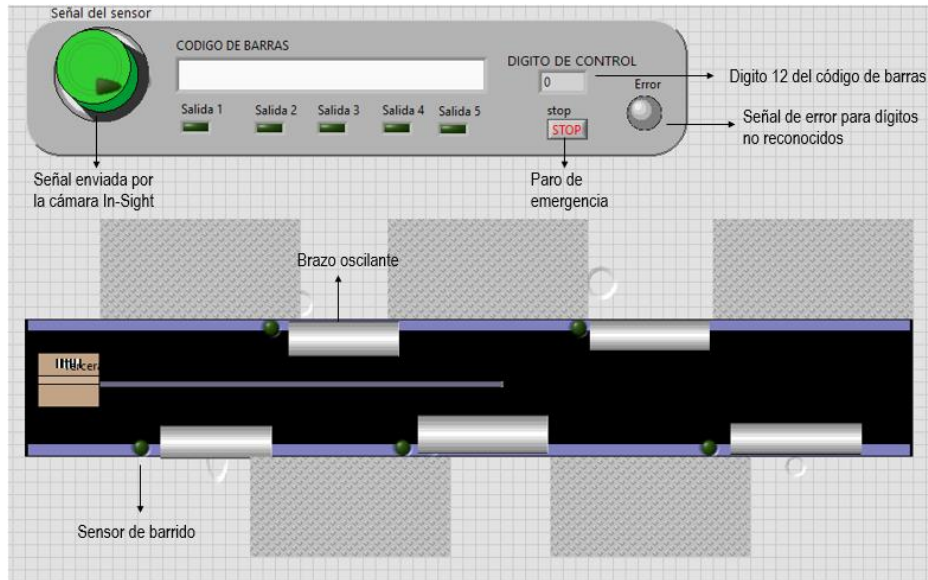 Señal del sensor
CODIGO DE BARRAS
DIGITO DE CONTROL
0
Error
Digito 12 del código de barras
Salida 1
Salida 2
Salida 3
Salida 4
Salida 5
stop
STOP
Señal de error para dígitos
no reconocidos
Señal enviada por
la cámara In-Sight
Paro de
emergencia
Brazo oscilante
Sensor de barrido